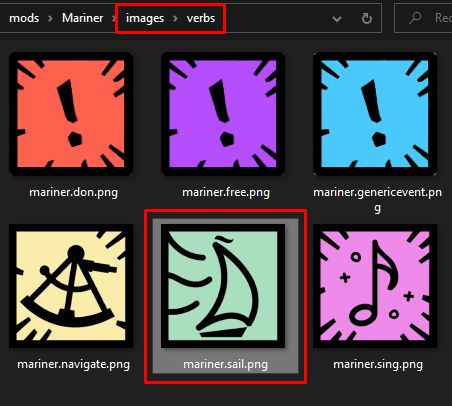 mods > Mariner > images > verbs
Rec
mariner.don.png
mariner.free.png
mariner.genericevent.pn
g
mariner.navigate.png
mariner.sail.png
mariner.sing.png